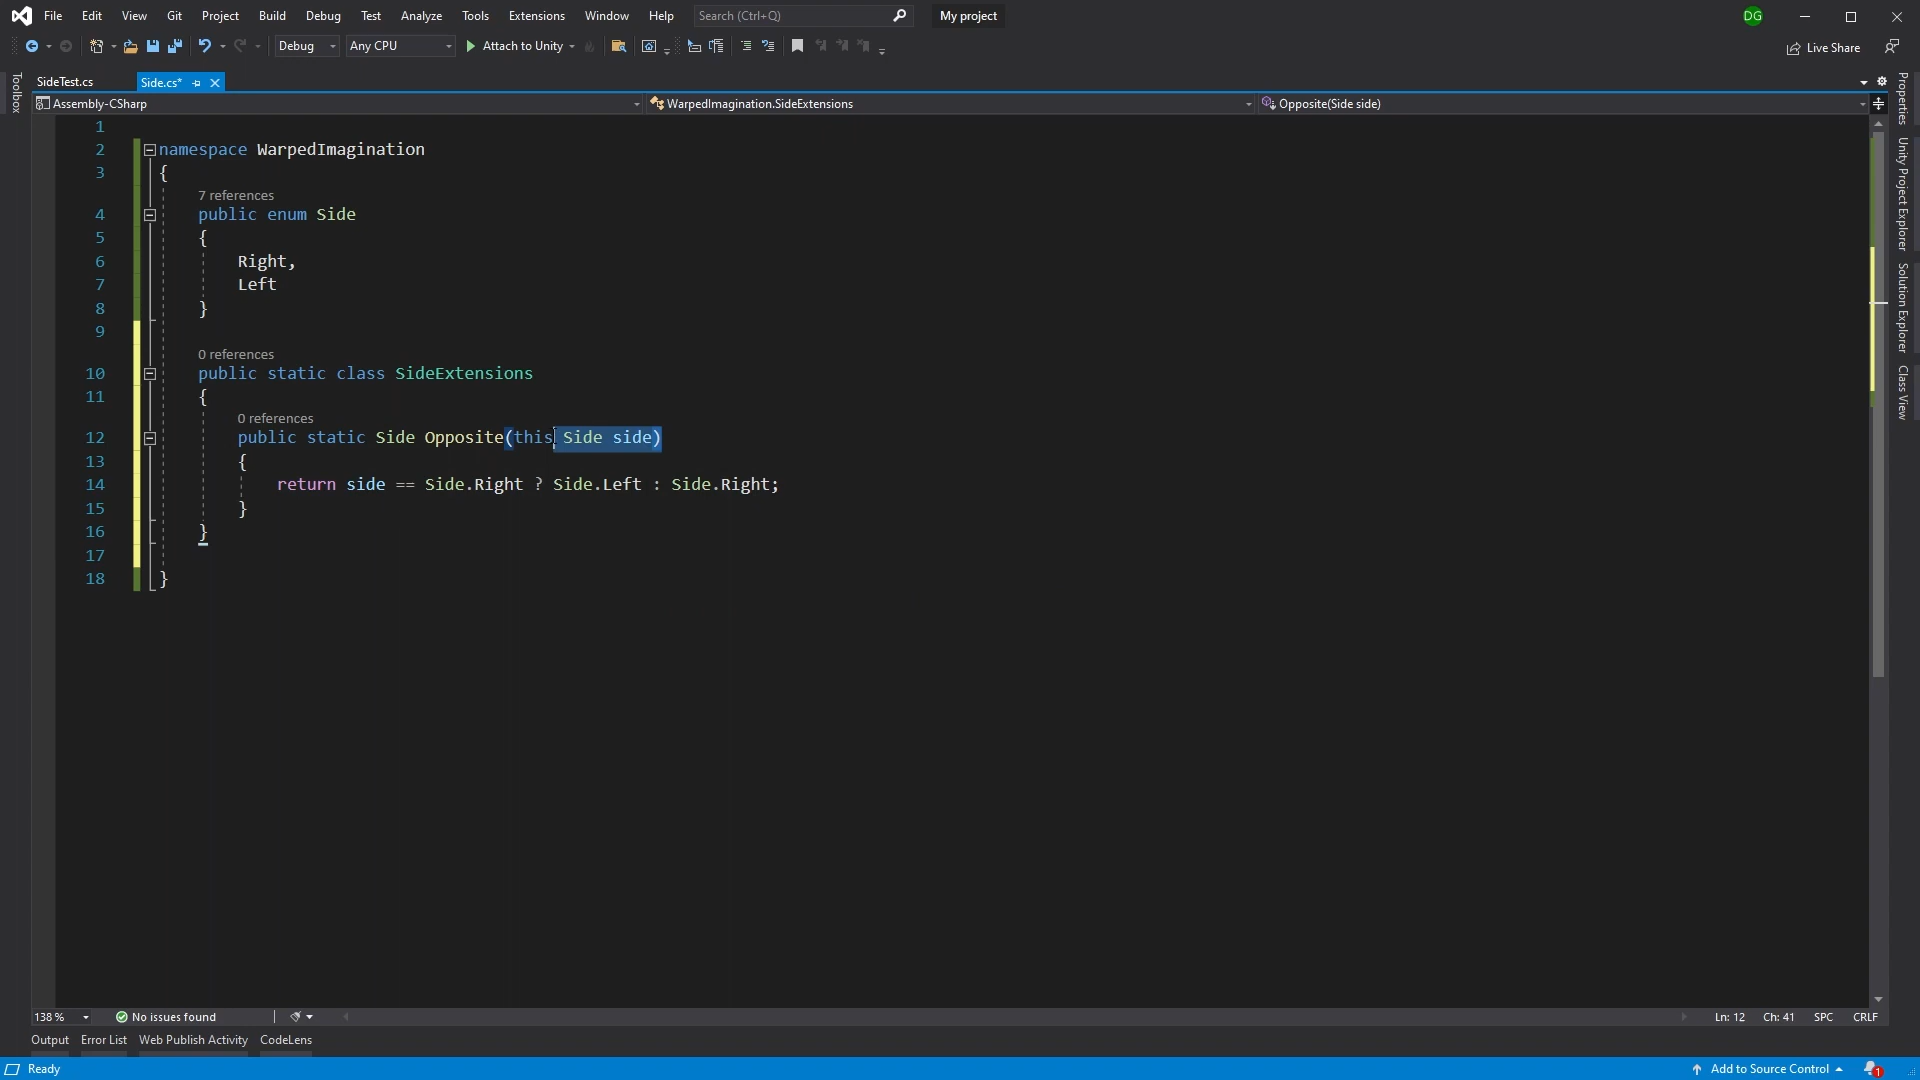 File Edit View Git Project Build Debug Test Analyze Tools Extensions Window Help Search (Ctrl+Q) My project DG
Debug Any CPU Attach to Unity Live Share
SideTest.cs Side.cs*
Assembly-CSharp WarpedImagination.SideExtensions Opposite(Side side)
1
2 namespace WarpedImagination
3 {
7 references
4 public enum Side
5 {
6 Right,
7 Left
8 }
9
0 references
10 public static class SideExtensions
11 {
0 references
12 public static Side Opposite(this Side side)
13 {
14 return side == Side.Right ? Side.Left : Side.Right;
15 }
16 }
17
18 }
138 % No issues found Ln: 12 Ch: 41 SPC CRLF
Output Error List Web Publish Activity CodeLens
Ready Add to Source Control 1
Toolbox
Properties
Unity Project Explorer
Solution Explorer
Class View